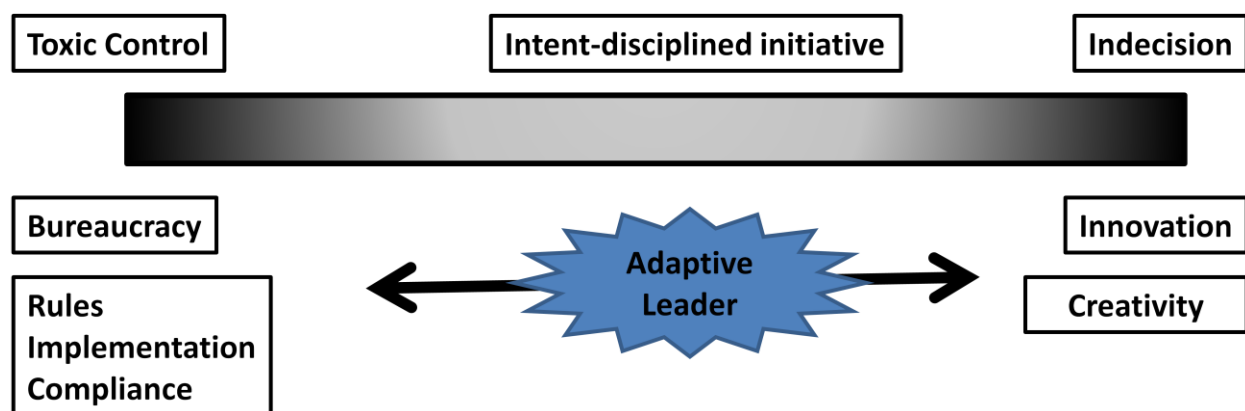 Toxic Control
Intent-disciplined initiative
Indecision
Bureaucracy
Innovation
Adaptive
Leader
Rules
Implementation
Compliance
Creativity